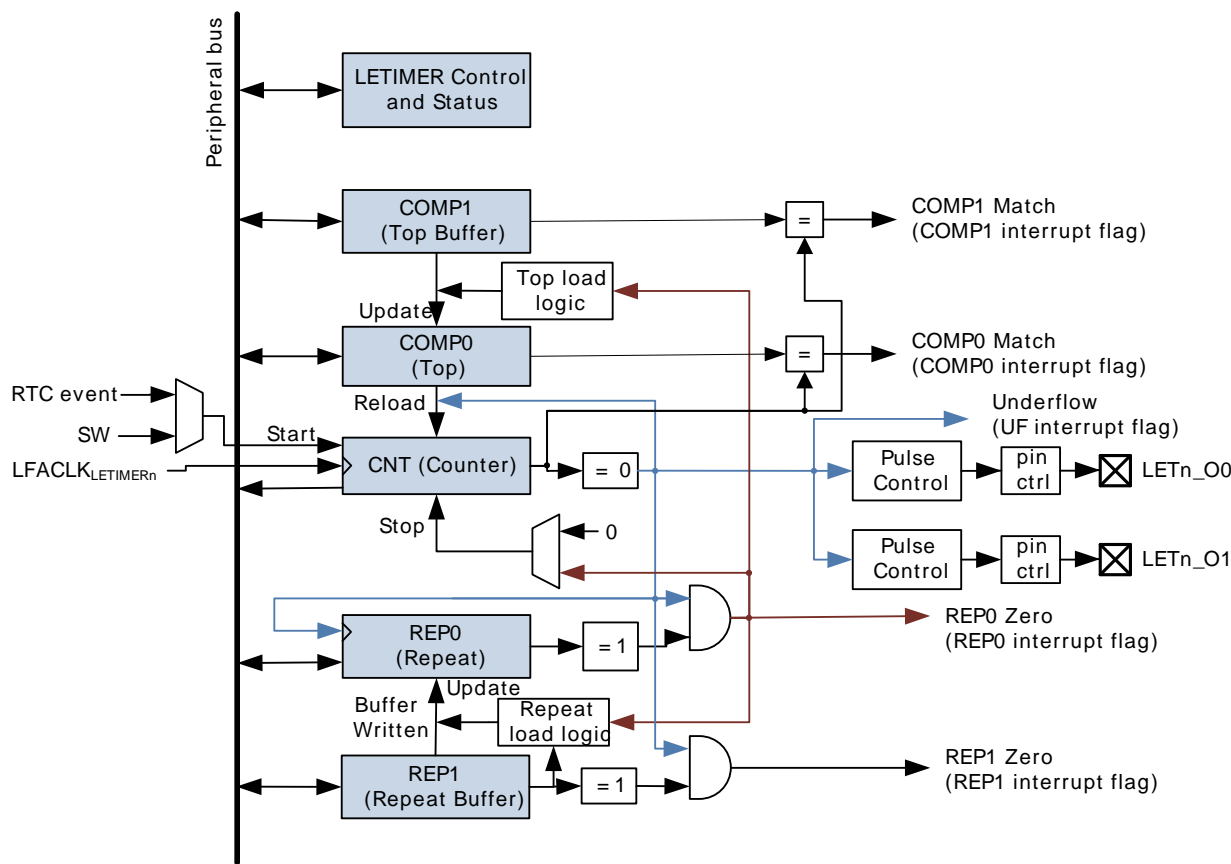 Peripheral bus
LETIMER Control
and Status
COMP1
(Top Buffer)
=
COMP1 Match
(COMP1 interrupt flag)
Top load
logic
Update
COMP0
(Top)
=
COMP0 Match
(COMP0 interrupt flag)
RTC event
SW
LFACLKLETIMERn
Reload
Start
CNT (Counter)
= 0
Underflow
(UF interrupt flag)
Pulse
Control
pin
ctrl
LETn_O0
Stop
0
Pulse
Control
pin
ctrl
LETn_O1
REP0
(Repeat)
= 1
REP0 Zero
(REP0 interrupt flag)
Update
Buffer
Written
Repeat
load logic
REP1
(Repeat Buffer)
= 1
REP1 Zero
(REP1 interrupt flag)